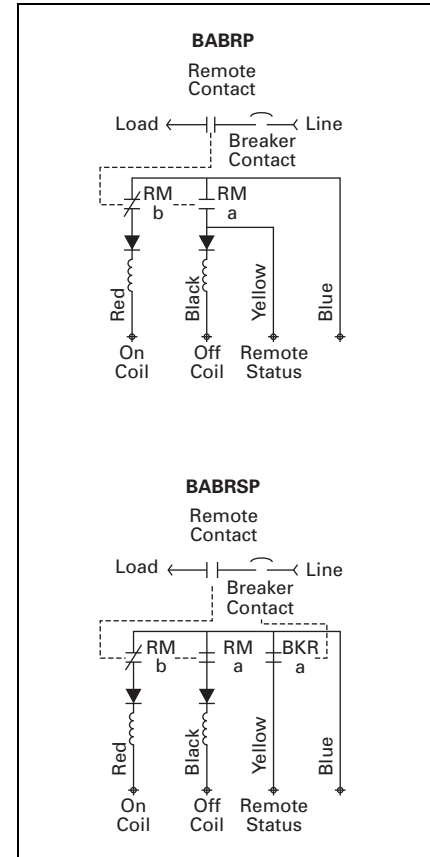 BABRP
Remote
Contact
Load
Line
Breaker
Contact
RM
b
RM
a
Red
Black
Yellow
Blue
On
Coil
Off
Coil
Remote
Status
BABRSP
Remote
Contact
Load
Line
Breaker
Contact
RM
b
RM
a
BKR
a
Red
Black
Yellow
Blue
On
Coil
Off
Coil
Remote
Status